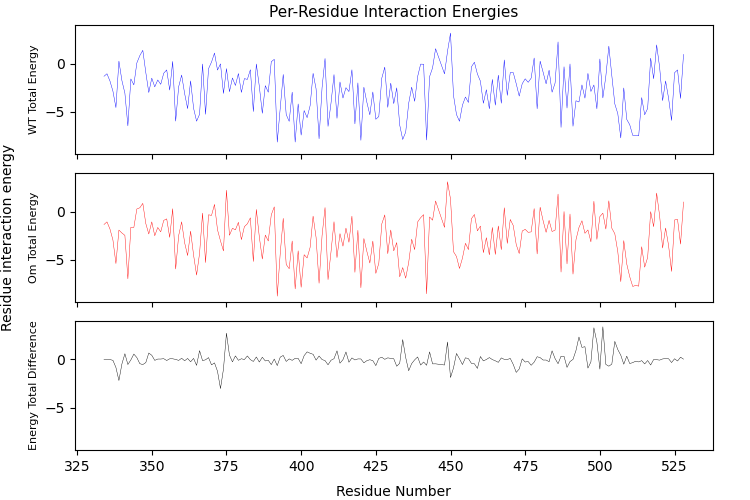 Per-Residue Interaction Energies
Residue interaction energy
WT Total Energy
0
−5
Om Total Energy
0
−5
Energy Total Difference
0
−5
325 350 375 400 425 450 475 500 525
Residue Number